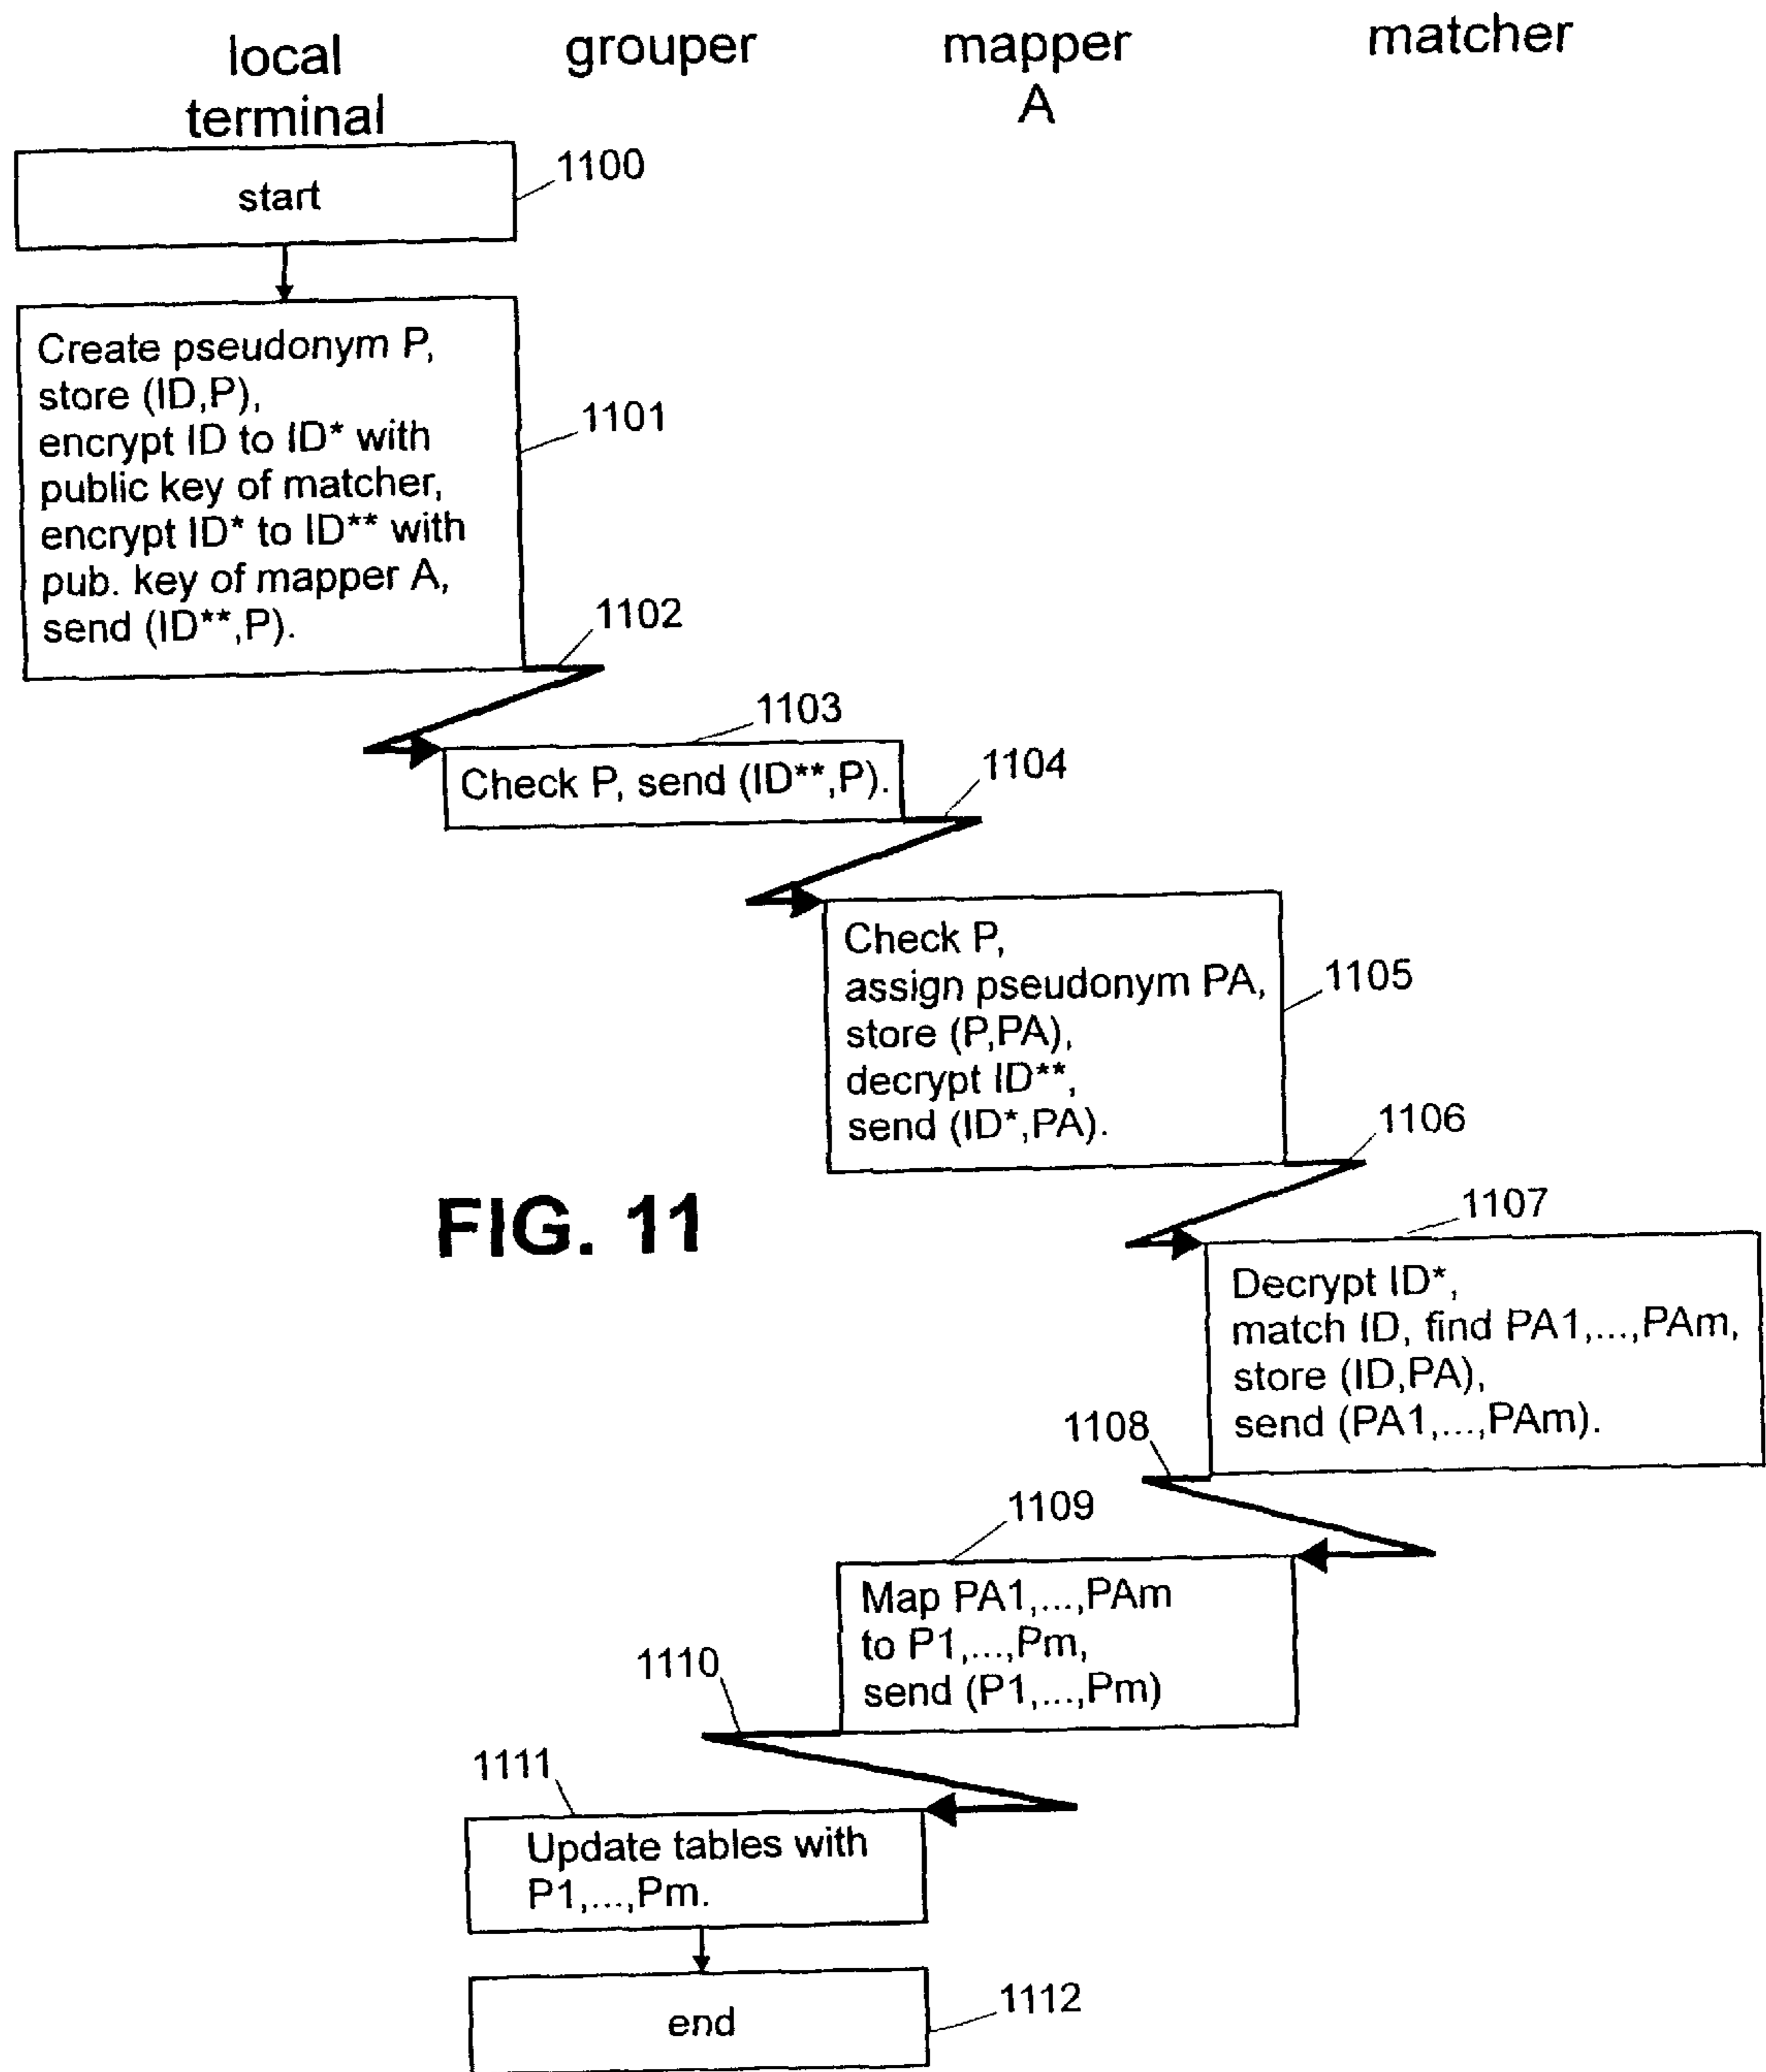 local
terminal
grouper
mapper
A
matcher
1100
start
1101
Create pseudonym P,
store (ID,P),
encrypt ID to ID* with
public key of matcher,
encrypt ID* to ID** with
pub. key of mapper A,
send (ID**,P).
1102
1103
Check P, send (ID**,P).
1104
Check P,
assign pseudonym PA,
store (P,PA),
decrypt ID**,
send (ID*,PA).
1105
1106
FIG. 11
1107
Decrypt ID*,
match ID, find PA1,...,PAm,
store (ID,PA),
send (PA1,...,PAm).
1108
1109
Map PA1,...,PAm
to P1,...,Pm,
send (P1,...,Pm)
1110
1111
Update tables with
P1,...,Pm.
end
1112